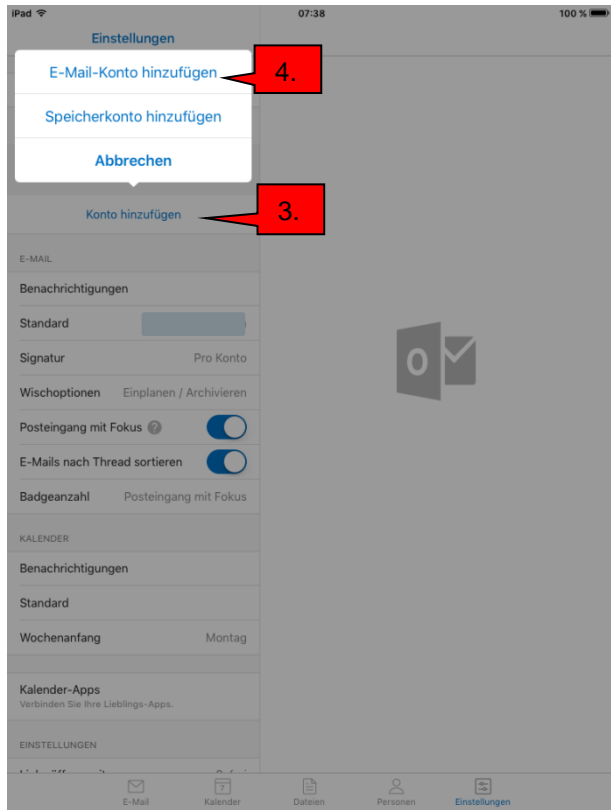 iPad 07:38 100 %
Einstellungen
E-Mail-Konto hinzufügen 4.
Speicherkonto hinzufügen
Abbrechen
Konto hinzufügen 3.
E-MAIL
Benachrichtigungen
Standard
Signatur Pro Konto
Wischoptionen Einplanen / Archivieren
Posteingang mit Fokus ?
E-Mails nach Thread sortieren
Badgeanzahl Posteingang mit Fokus
KALENDER
Benachrichtigungen
Standard
Wochenanfang Montag
Kalender-Apps
Verbinden Sie Ihre Lieblings-Apps.
EINSTELLUNGEN
E-Mail Kalender Dateien Personen Einstellungen